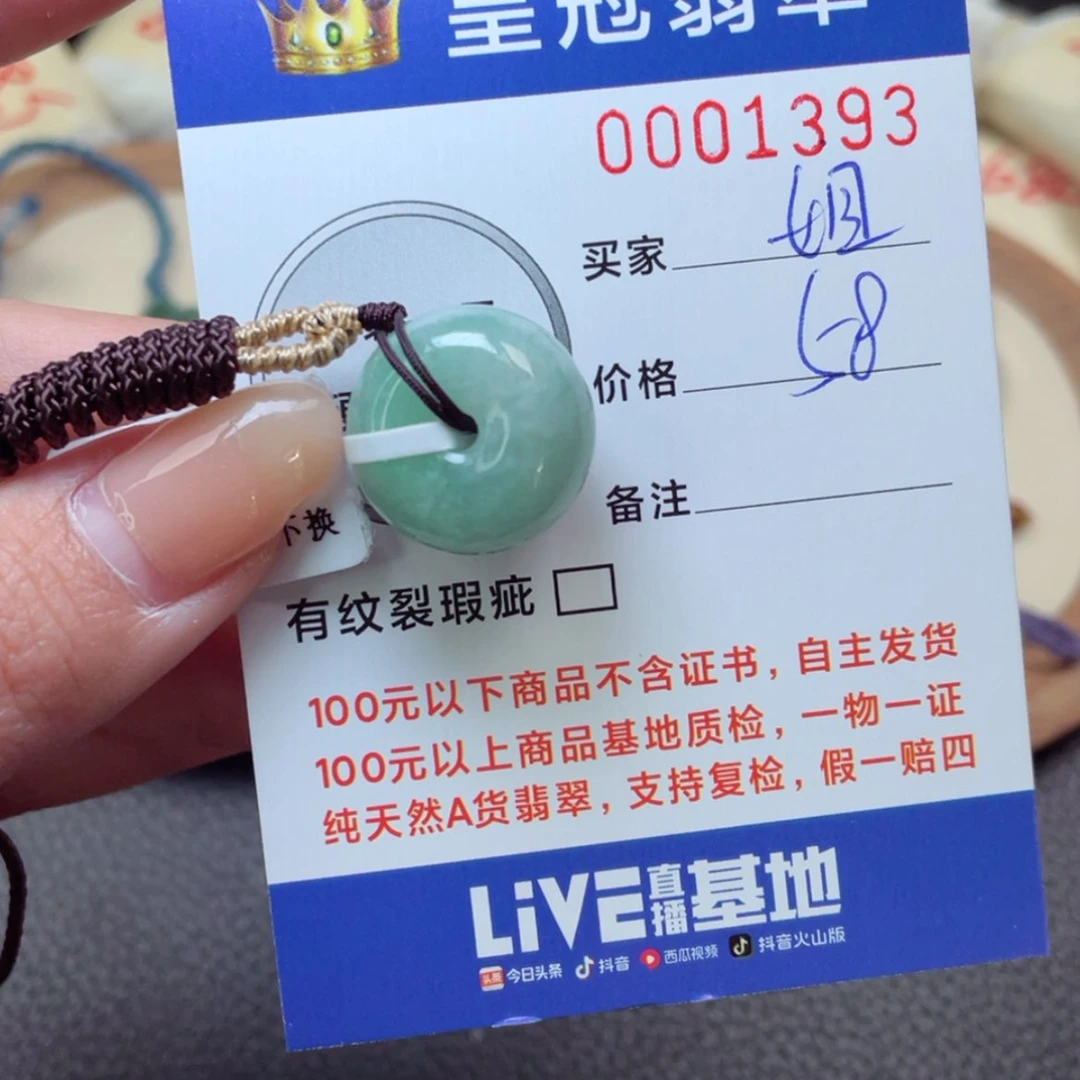 皇冠翡翠
0001393
买家 姐
价格 58
备注
不换
有纹裂瑕疵
100元以下商品不含证书，自主发货
100元以上商品基地质检，一物一证
纯天然A货翡翠，支持复检，假一赔四
LiVE直播基地
头条 今日头条 抖音 西瓜视频 抖音火山版